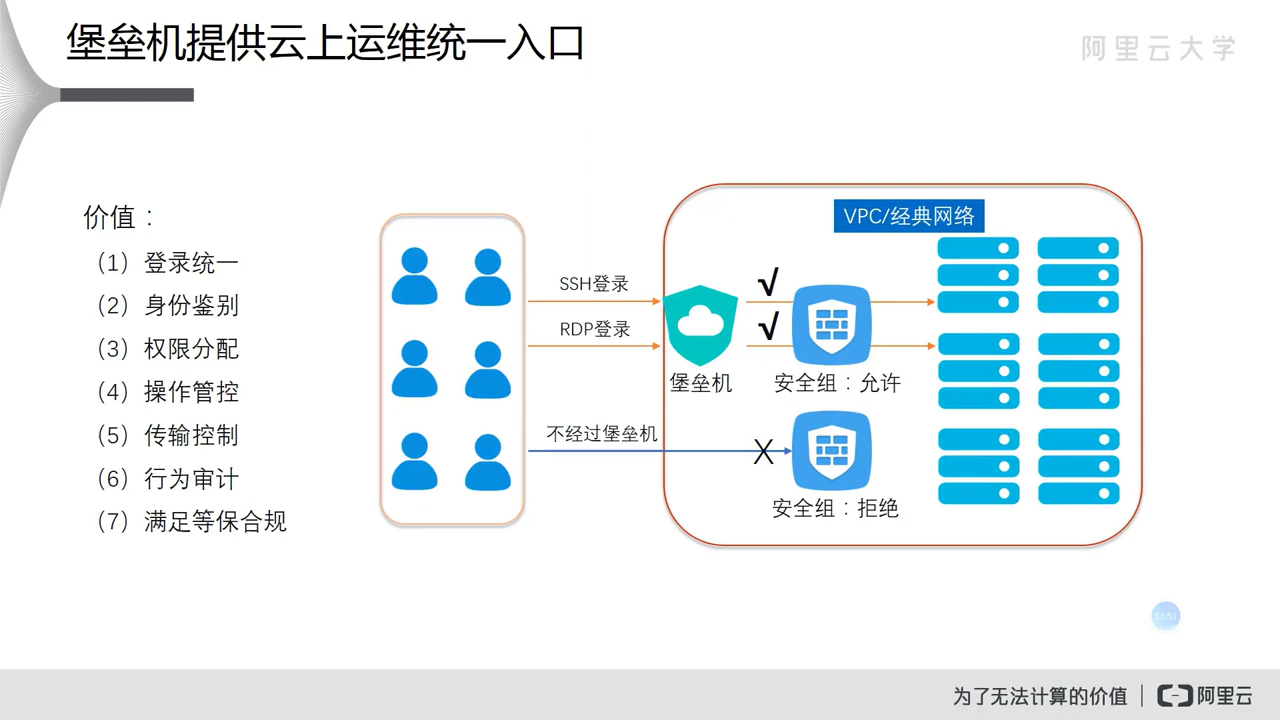 堡垒机提供云上运维统一入口
阿里云大学
价值：
（1）登录统一
（2）身份鉴别
（3）权限分配
（4）操作管控
（5）传输控制
（6）行为审计
（7）满足等保合规
VPC/经典网络
SSH登录
√
RDP登录
√
堡垒机
安全组：允许
不经过堡垒机
X
安全组：拒绝
为了无法计算的价值
阿里云